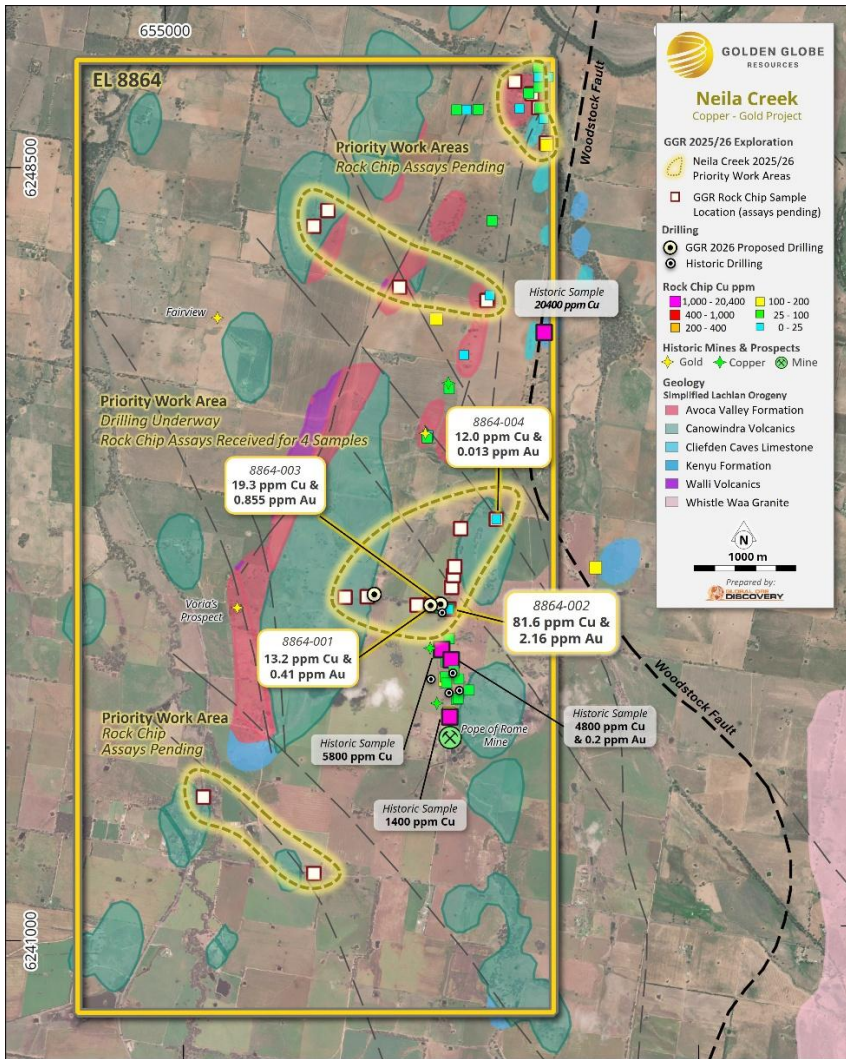 655000
EL 8864
6248500
6241000
Woodstock Fault
Priority Work Areas
Rock Chip Assays Pending
Historic Sample
20400 ppm Cu
Fairview
Priority Work Area
Drilling Underway
Rock Chip Assays Received for 4 Samples
8864-004
12.0 ppm Cu &
0.013 ppm Au
8864-003
19.3 ppm Cu &
0.855 ppm Au
Voria's
Prospect
8864-002
81.6 ppm Cu &
2.16 ppm Au
8864-001
13.2 ppm Cu &
0.41 ppm Au
Woodstock Fault
Priority Work Area
Rock Chip
Assays Pending
Historic Sample
5800 ppm Cu
Pope of Rome
Mine
Historic Sample
4800 ppm Cu
& 0.2 ppm Au
Historic Sample
1400 ppm Cu
GOLDEN GLOBE
RESOURCES
Neila Creek
Copper - Gold Project
GGR 2025/26 Exploration
Neila Creek 2025/26
Priority Work Areas
GGR Rock Chip Sample
Location (assays pending)
Drilling
GGR 2026 Proposed Drilling
Historic Drilling
Rock Chip Cu ppm
1,000 - 20,400
100 - 200
400 - 1,000
25 - 100
200 - 400
0 - 25
Historic Mines & Prospects
Gold
Copper
Mine
Geology
Simplified Lachlan Orogeny
Avoca Valley Formation
Canowindra Volcanics
Cliefden Caves Limestone
Kenyu Formation
Walli Volcanics
Whistle Waa Granite
N
1000 m
Prepared by:
GLOBAL ORE
DISCOVERY